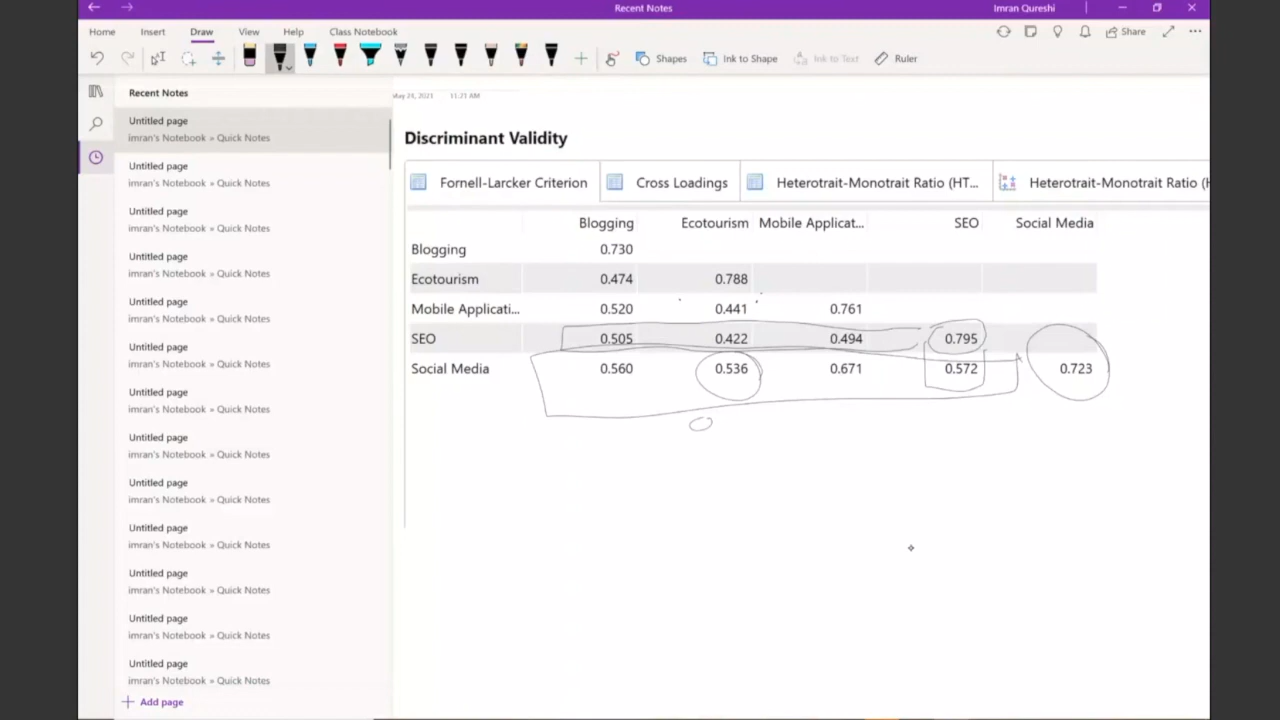 Recent Notes
Imran Qureshi
Home Insert Draw View Help Class Notebook
Share
Shapes Ink to Shape Ink to Text Ruler
Recent Notes
Untitled page
imran's Notebook » Quick Notes
Untitled page
imran's Notebook » Quick Notes
Untitled page
imran's Notebook » Quick Notes
Untitled page
imran's Notebook » Quick Notes
Untitled page
imran's Notebook » Quick Notes
Untitled page
imran's Notebook » Quick Notes
Untitled page
imran's Notebook » Quick Notes
Untitled page
imran's Notebook » Quick Notes
Untitled page
imran's Notebook » Quick Notes
Untitled page
imran's Notebook » Quick Notes
Untitled page
imran's Notebook » Quick Notes
Untitled page
imran's Notebook » Quick Notes
Untitled page
imran's Notebook » Quick Notes
Add page
May 24, 2021 11:21 AM
Discriminant Validity
Fornell-Larcker Criterion Cross Loadings Heterotrait-Monotrait Ratio (HT... Heterotrait-Monotrait Ratio (H
Blogging Ecotourism Mobile Applicat... SEO Social Media
Blogging 0.730
Ecotourism 0.474 0.788
Mobile Applicati... 0.520 0.441 0.761
SEO 0.505 0.422 0.494 0.795
Social Media 0.560 0.536 0.671 0.572 0.723